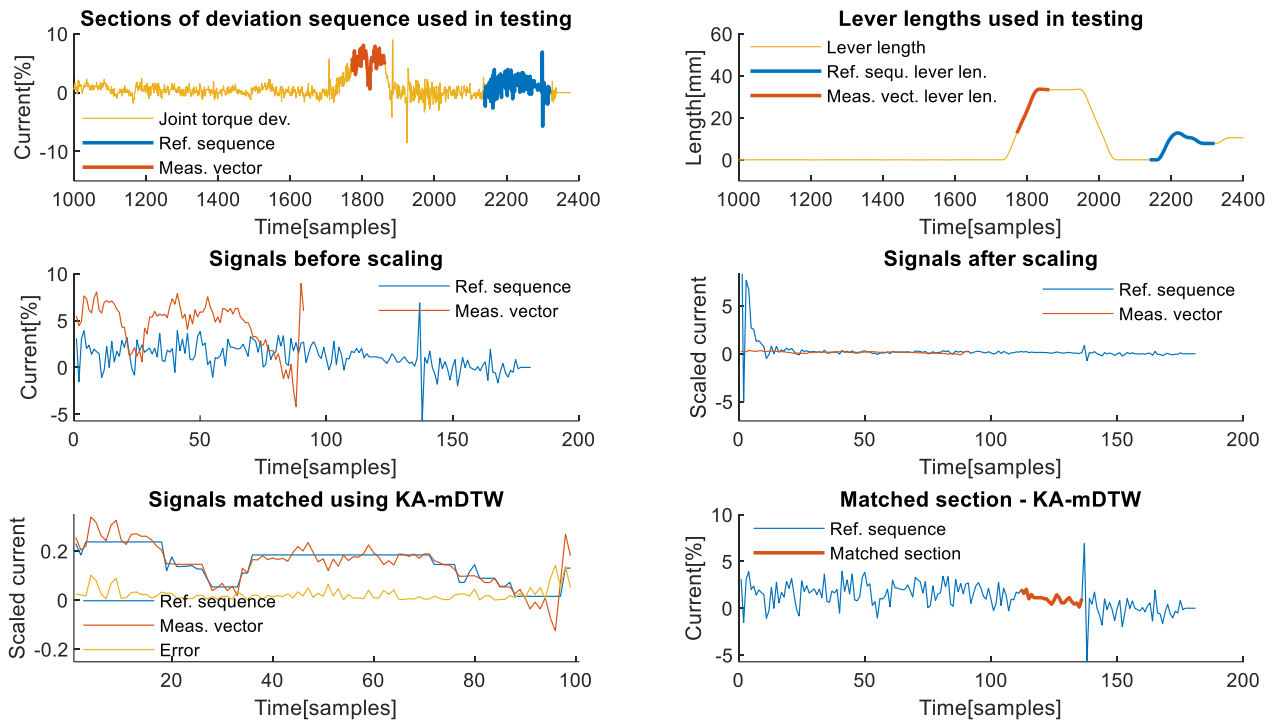 Sections of deviation sequence used in testing
Current[%]
10
0
-10
Joint torque dev.
Ref. sequence
Meas. vector
1000 1200 1400 1600 1800 2000 2200 2400
Time[samples]
Lever lengths used in testing
Length[mm]
60
40
20
0
Lever length
Ref. sequ. lever len.
Meas. vect. lever len.
1000 1200 1400 1600 1800 2000 2200 2400
Time[samples]
Signals before scaling
Current[%]
10
5
0
-5
Ref. sequence
Meas. vector
0 50 100 150 200
Time[samples]
Signals after scaling
Scaled current
5
0
-5
Ref. sequence
Meas. vector
0 50 100 150 200
Time[samples]
Signals matched using KA-mDTW
Scaled current
0.2
0
-0.2
Ref. sequence
Meas. vector
Error
20 40 60 80 100
Time[samples]
Matched section - KA-mDTW
Current[%]
10
5
0
-5
Ref. sequence
Matched section
0 50 100 150 200
Time[samples]